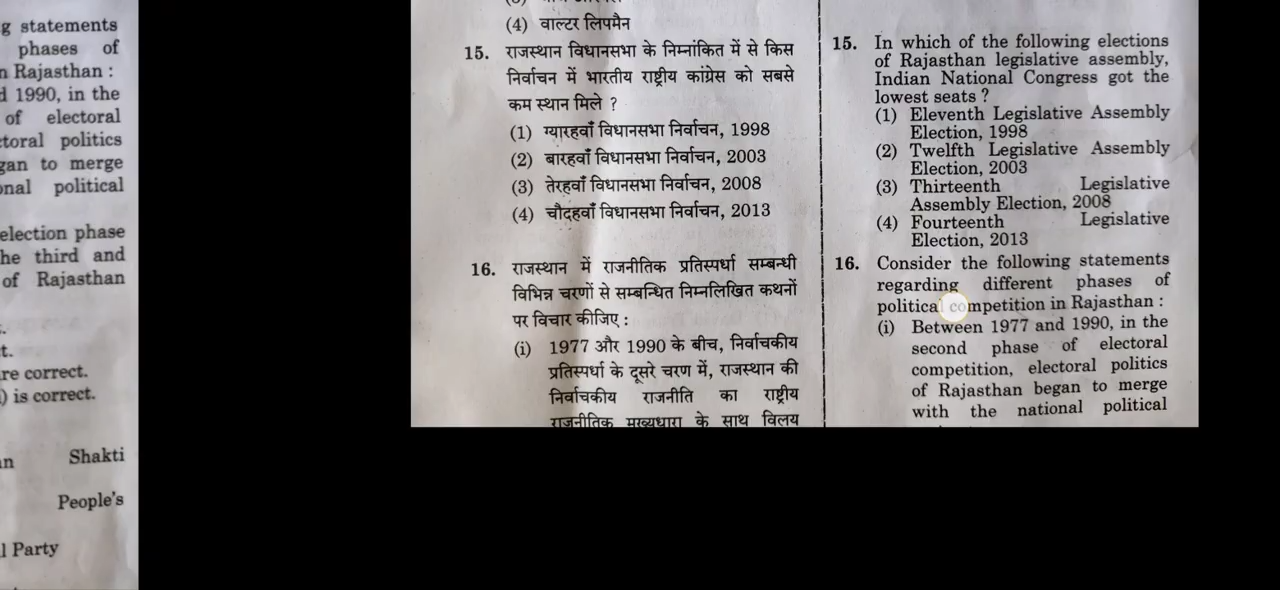 g statements
phases of
n Rajasthan :
d 1990, in the
of electoral
ctoral politics
gan to merge
onal political
election phase
he third and
of Rajasthan
t.
re correct.
) is correct.
an Shakti
People's
l Party
(4) वाल्टर लिपमैन
15. राजस्थान विधानसभा के निम्नांकित में से किस
निर्वाचन में भारतीय राष्ट्रीय कांग्रेस को सबसे
कम स्थान मिले ?
(1) ग्यारहवाँ विधानसभा निर्वाचन, 1998
(2) बारहवाँ विधानसभा निर्वाचन, 2003
(3) तेरहवाँ विधानसभा निर्वाचन, 2008
(4) चौदहवाँ विधानसभा निर्वाचन, 2013
16. राजस्थान में राजनीतिक प्रतिस्पर्धा सम्बन्धी
विभिन्न चरणों से सम्बन्धित निम्नलिखित कथनों
पर विचार कीजिए :
(i) 1977 और 1990 के बीच, निर्वाचकीय
प्रतिस्पर्धा के दूसरे चरण में, राजस्थान की
निर्वाचकीय राजनीति का राष्ट्रीय
राजनीतिक मुख्यधारा के साथ विलय
15. In which of the following elections
of Rajasthan legislative assembly,
Indian National Congress got the
lowest seats ?
(1) Eleventh Legislative Assembly
Election, 1998
(2) Twelfth Legislative Assembly
Election, 2003
(3) Thirteenth Legislative
Assembly Election, 2008
(4) Fourteenth Legislative
Election, 2013
16. Consider the following statements
regarding different phases of
political competition in Rajasthan :
(i) Between 1977 and 1990, in the
second phase of electoral
competition, electoral politics
of Rajasthan began to merge
with the national political